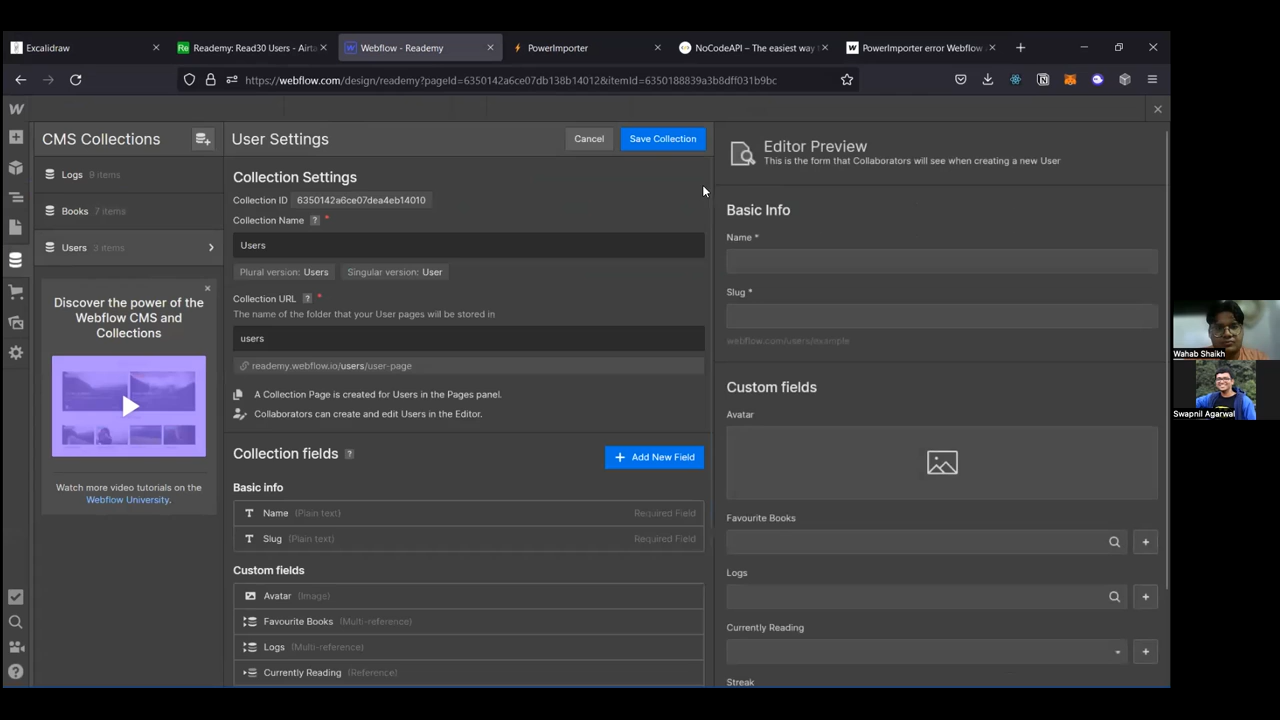 Excalidraw
Readmy: Read30 Users - Airta
Webflow - Readmy
PowerImporter
NoCodeAPI – The easiest way
PowerImporter error Webflow
https://webflow.com/design/reademy?pageId=6350142a6ce07db138b14012&itemId=6350188839a3b8dff031b9bc
CMS Collections
Logs 9 items
Books 7 items
Users 3 items
Discover the power of the
Webflow CMS and
Collections
Watch more video tutorials on the
Webflow University.
User Settings
Cancel
Save Collection
Collection Settings
Collection ID 6350142a6ce07dea4eb14010
Collection Name ? *
Users
Plural version: Users
Singular version: User
Collection URL ? *
The name of the folder that your User pages will be stored in
users
reademy.webflow.io/users/user-page
A Collection Page is created for Users in the Pages panel.
Collaborators can create and edit Users in the Editor.
Collection fields ?
+ Add New Field
Basic info
Name (Plain text) Required Field
Slug (Plain text) Required Field
Custom fields
Avatar (Image)
Favourite Books (Multi-reference)
Logs (Multi-reference)
Currently Reading (Reference)
Editor Preview
This is the form that Collaborators will see when creating a new User
Basic Info
Name *
Slug *
webflow.com/users/example
Custom fields
Avatar
Favourite Books
Logs
Currently Reading
Streak
Wahab Shaikh
Swapnil Agarwal